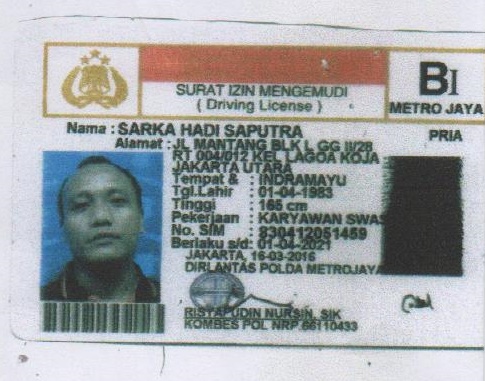 SURAT IZIN MENGEMUDI
( Driving License )
BI
METRO JAYA
Nama : SARKA HADI SAPUTRA
PRIA
Alamat : JL MANTANG BLK L GG II/28
RT 004/012 KEL LAGOA KOJA
JAKARTA UTARA
Tempat & : INDRAMAYU
Tgl.Lahir : 01-04-1983
Tinggi : 165 cm
Pekerjaan : KARYAWAN SWAS
No. SIM : 830412051459
Berlaku s/d: 01-04-2021
JAKARTA, 16-03-2016
DIRLANTAS POLDA METROJAYA
RISYAPUDIN NURSIN, SIK
KOMBES POL NRP 66110433